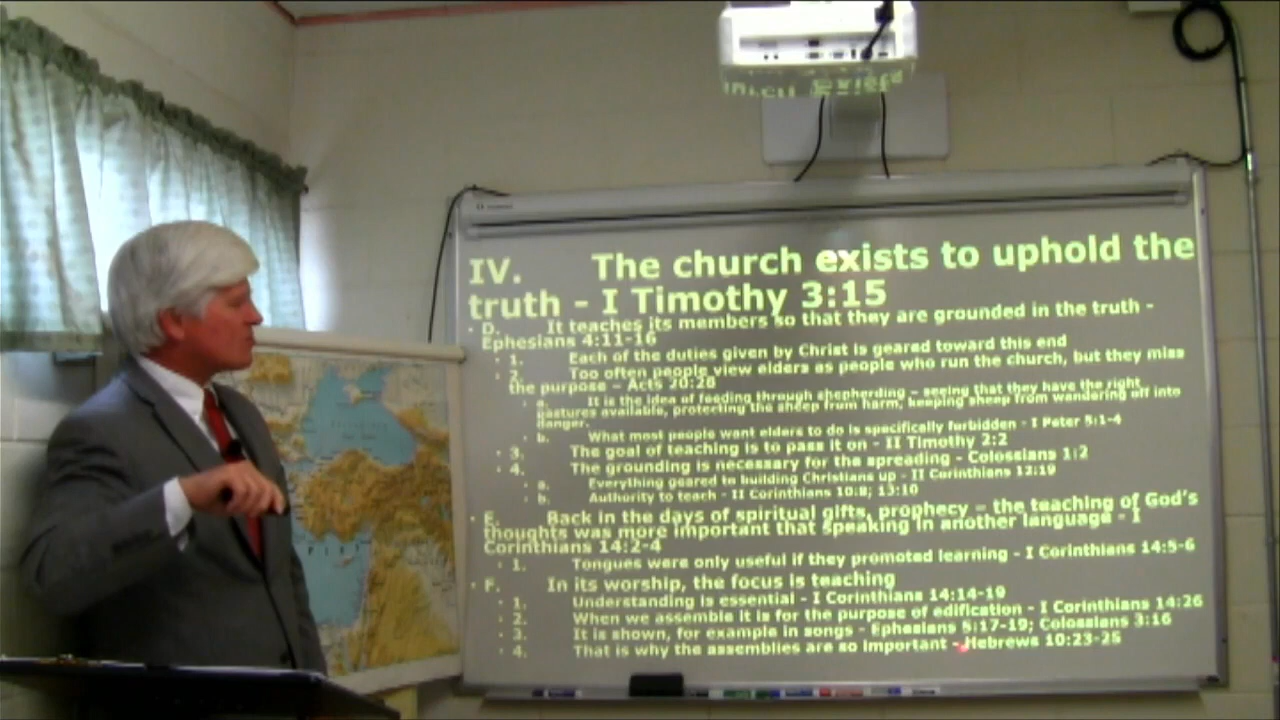 IV. The church exists to uphold the
truth - I Timothy 3:15
• D. It teaches its members so that they are grounded in the truth -
Ephesians 4:11-16
• 1. Each of the duties given by Christ is geared toward this end
• 2. Too often people view elders as people who run the church, but they miss
the purpose - Acts 20:28
• a. It is the idea of feeding through shepherding - seeing that they have the right
pastures available, protecting the sheep from harm, keeping sheep from wandering off into
danger.
• b. What most people want elders to do is specifically forbidden - I Peter 5:1-4
• 3. The goal of teaching is to pass it on - II Timothy 2:2
• 4. The grounding is necessary for the spreading - Colossians 1:2
• a. Everything geared to building Christians up - II Corinthians 12:19
• b. Authority to teach - II Corinthians 10:8; 13:10
• E. Back in the days of spiritual gifts, prophecy - the teaching of God's
thoughts was more important that speaking in another language - I
Corinthians 14:2-4
• 1. Tongues were only useful if they promoted learning - I Corinthians 14:5-6
• F. In its worship, the focus is teaching
• 1. Understanding is essential - I Corinthians 14:14-19
• 2. When we assemble it is for the purpose of edification - I Corinthians 14:26
• 3. It is shown, for example in songs - Ephesians 5:17-19; Colossians 3:16
• 4. That is why the assemblies are so important - Hebrews 10:23-25